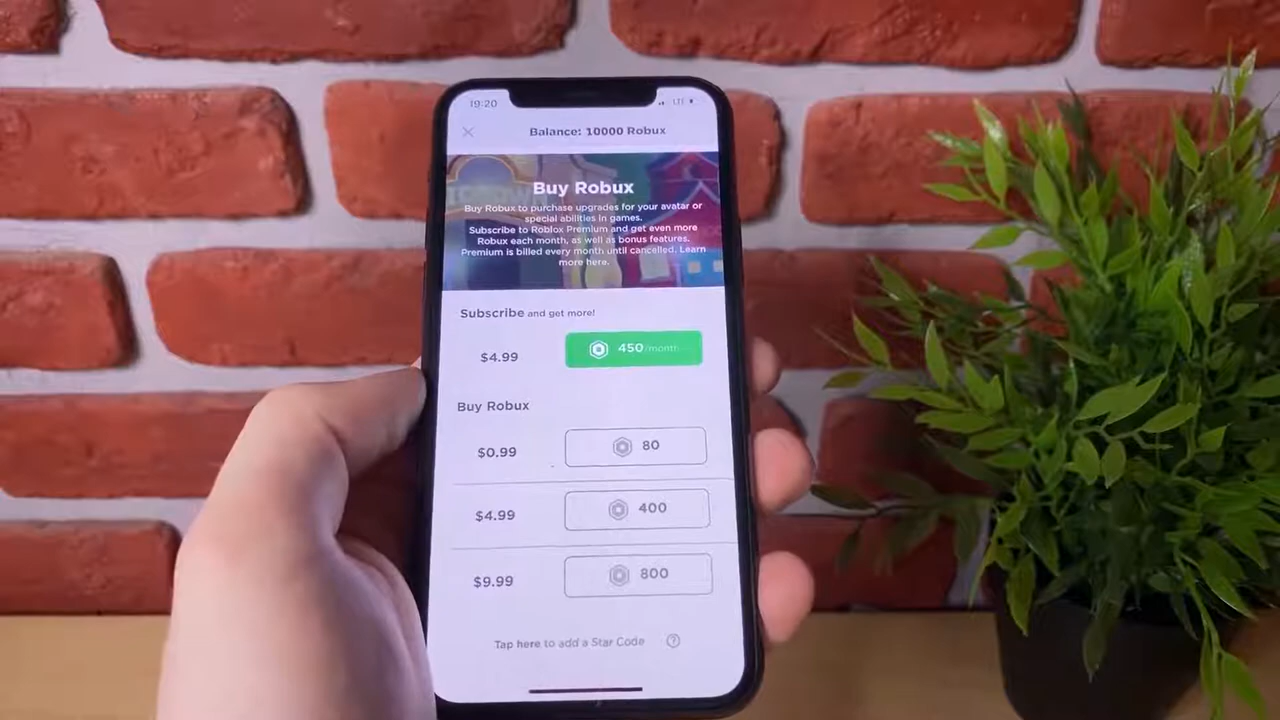 19:20 LTE
Balance: 10000 Robux
Buy Robux
Buy Robux to purchase upgrades for your avatar or
special abilities in games.
Subscribe to Roblox Premium and get even more
Robux each month, as well as bonus features.
Premium is billed every month until cancelled. Learn
more here.
Subscribe and get more!
$4.99 450/month
Buy Robux
$0.99 80
$4.99 400
$9.99 800
Tap here to add a Star Code ?